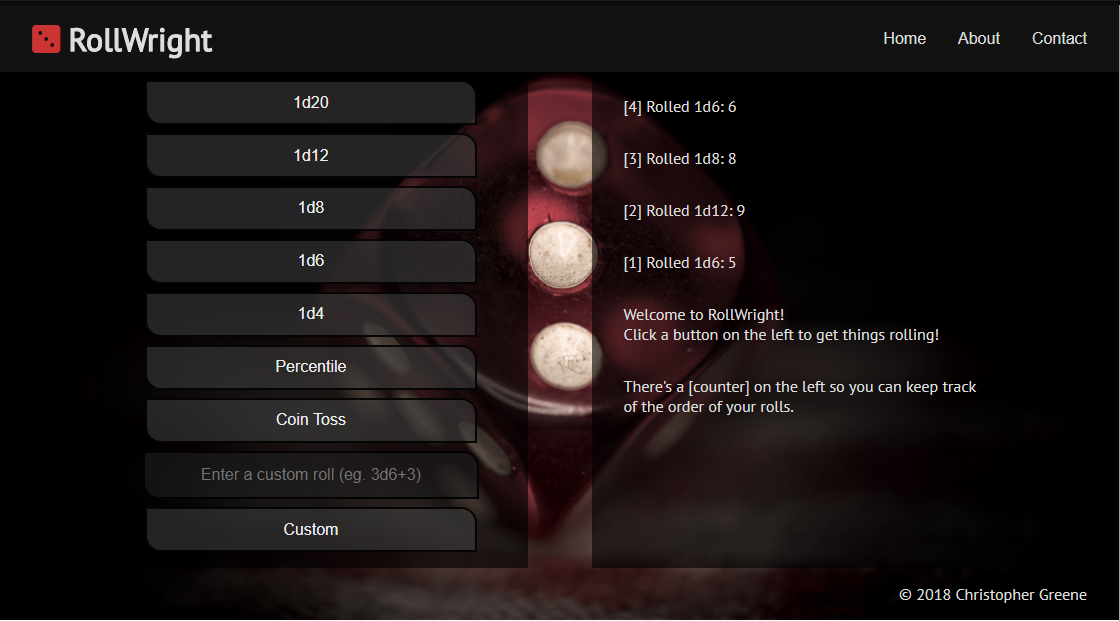 RollWright
Home
About
Contact
1d20
1d12
1d8
1d6
1d4
Percentile
Coin Toss
Enter a custom roll (eg. 3d6+3)
Custom
[4] Rolled 1d6: 6
[3] Rolled 1d8: 8
[2] Rolled 1d12: 9
[1] Rolled 1d6: 5
Welcome to RollWright!
Click a button on the left to get things rolling!
There's a [counter] on the left so you can keep track
of the order of your rolls.
© 2018 Christopher Greene